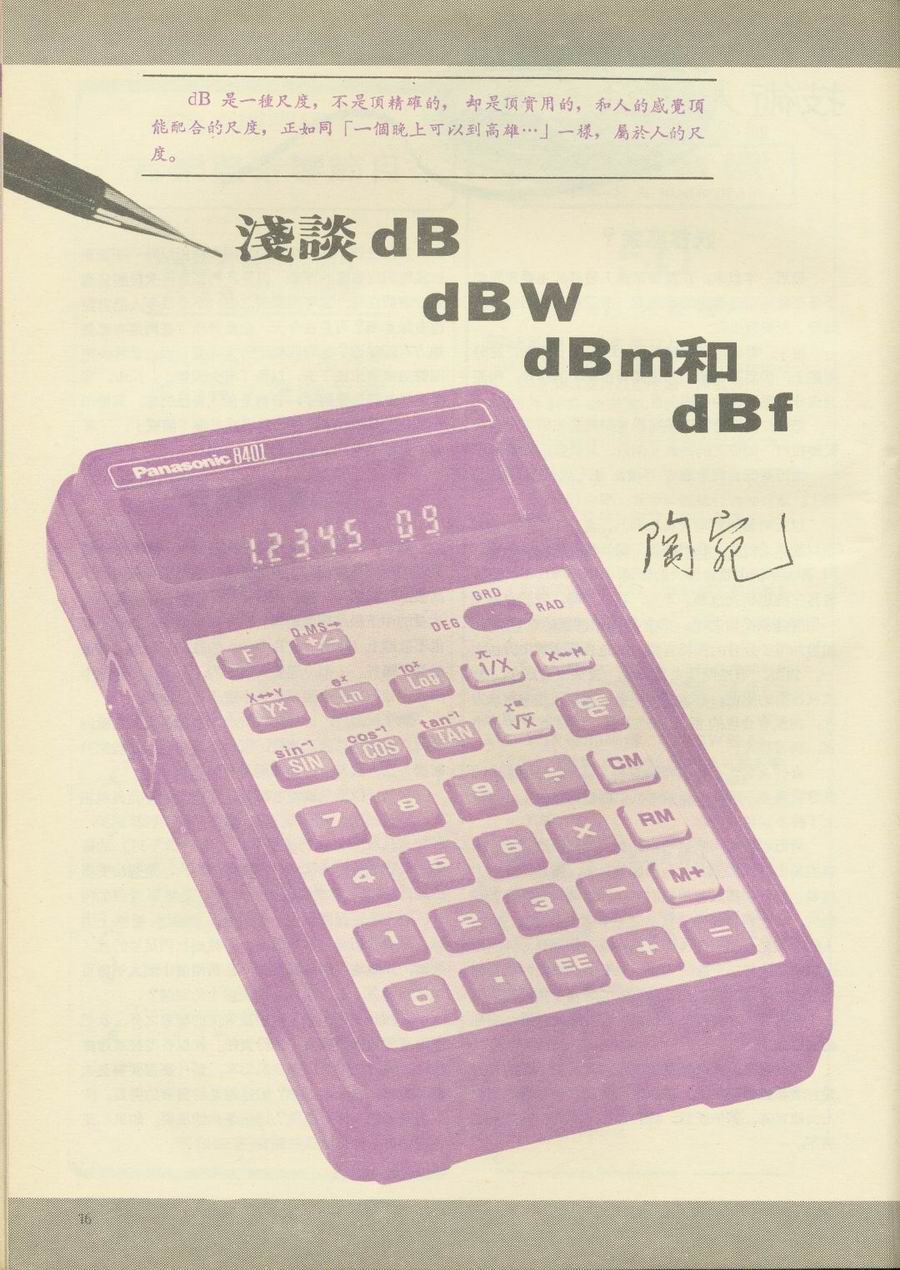 dB 是一種尺度，不是頂精確的，却是頂實用的，和人的感覺頂
能配合的尺度，正如同「一個晚上可以到高雄…」一樣，屬於人的尺
度。
淺談 dB
dBW
dBm和
dBf
陶宛
Panasonic 8401
1.2345 09
GRD
DEG
RAD
D.MS→
F
+/−
X↔Y
Yˣ
eˣ
Ln
10ˣ
Log
π
1/X
X↔M
sin⁻¹
SIN
cos⁻¹
COS
tan⁻¹
TAN
√X
CE
C
7 8 9 ÷ CM
4 5 6 × RM
1 2 3 − M+
0 . EE + =
16